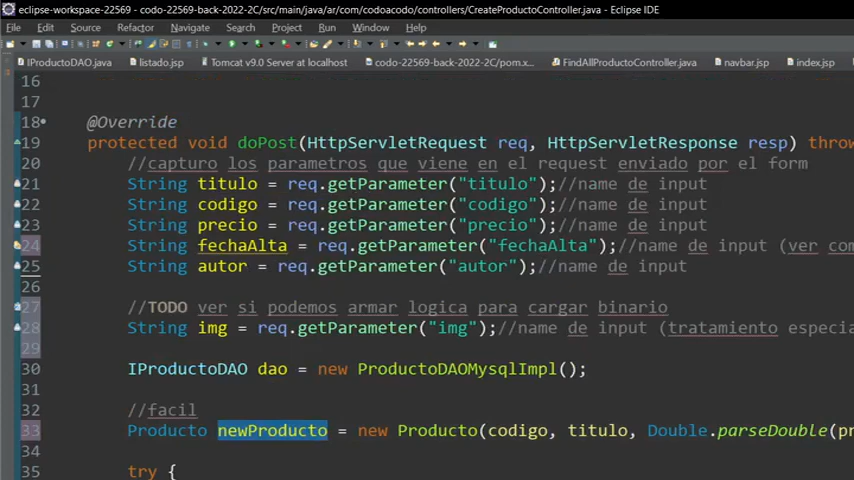 eclipse-workspace-22569 - codo-22569-back-2022-2C/src/main/java/ar/com/codoacodo/controllers/CreateProductoController.java - Eclipse IDE
File Edit Source Refactor Navigate Search Project Run Window Help
IProductoDAO.java listado.jsp Tomcat v9.0 Server at localhost codo-22569-back-2022-2C/pom.x... FindAllProductoController.java navbar.jsp index.jsp
16
17
18 @Override
19 protected void doPost(HttpServletRequest req, HttpServletResponse resp) throw
20 //capturo los parametros que viene en el request enviado por el form
21 String titulo = req.getParameter("titulo");//name de input
22 String codigo = req.getParameter("codigo");//name de input
23 String precio = req.getParameter("precio");//name de input
24 String fechaAlta = req.getParameter("fechaAlta");//name de input (ver com
25 String autor = req.getParameter("autor");//name de input
26
27 //TODO ver si podemos armar logica para cargar binario
28 String img = req.getParameter("img");//name de input (tratamiento especia
29
30 IProductoDAO dao = new ProductoDAOMysqlImpl();
31
32 //facil
33 Producto newProducto = new Producto(codigo, titulo, Double.parseDouble(pr
34
35 try {